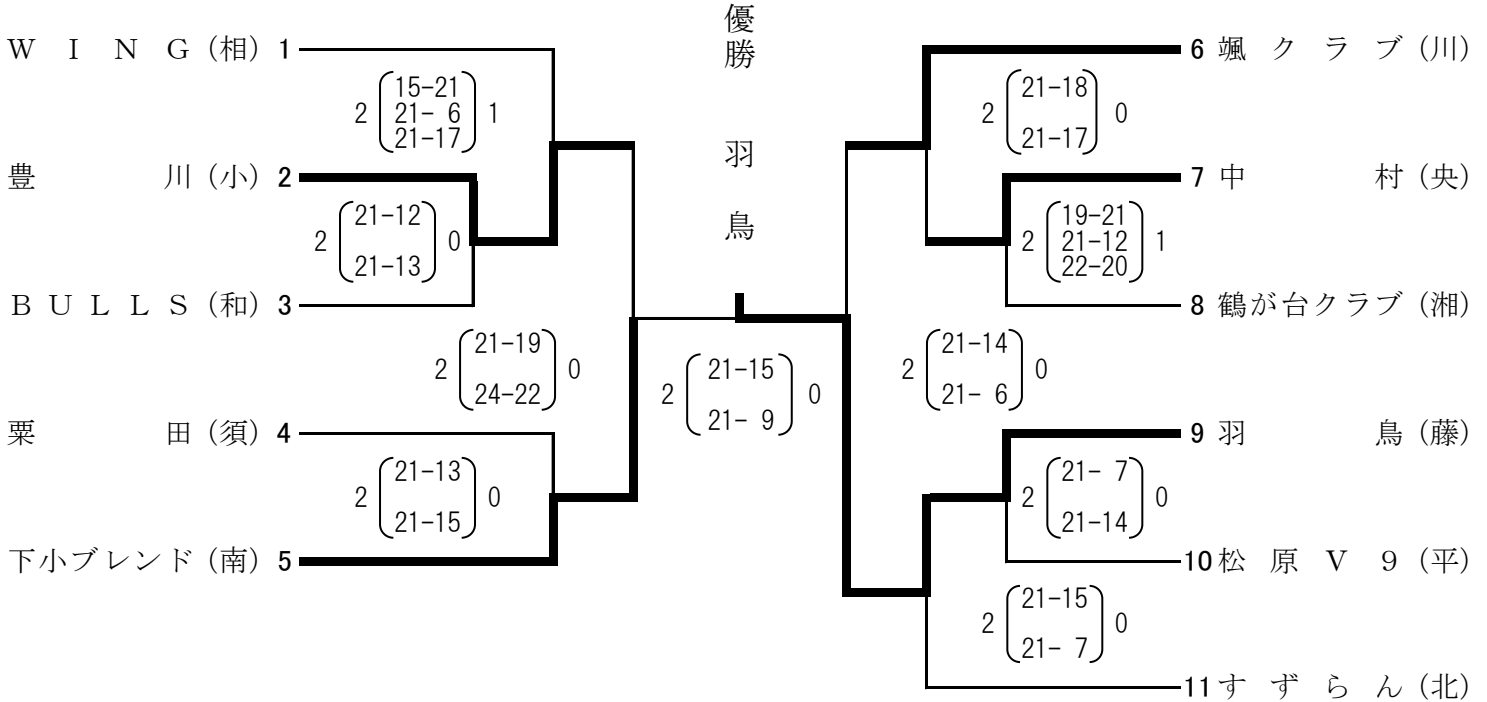 優勝 羽鳥
ＷＩＮＧ（相） 1
2 15-21 1
21- 6
21-17
豊川（小） 2
2 21-12 0
21-13
ＢＵＬＬＳ（和） 3
2 21-19 0
24-22
粟田（須） 4
2 21-13 0
21-15
下小ブレンド（南） 5
2 21-15 0
21- 9
6 颯クラブ（川）
2 21-18 0
21-17
7 中村（央）
2 19-21 1
21-12
22-20
8 鶴が台クラブ（湘）
2 21-14 0
21- 6
9 羽鳥（藤）
2 21- 7 0
21-14
10 松原Ｖ９（平）
2 21-15 0
21- 7
11 すずらん（北）